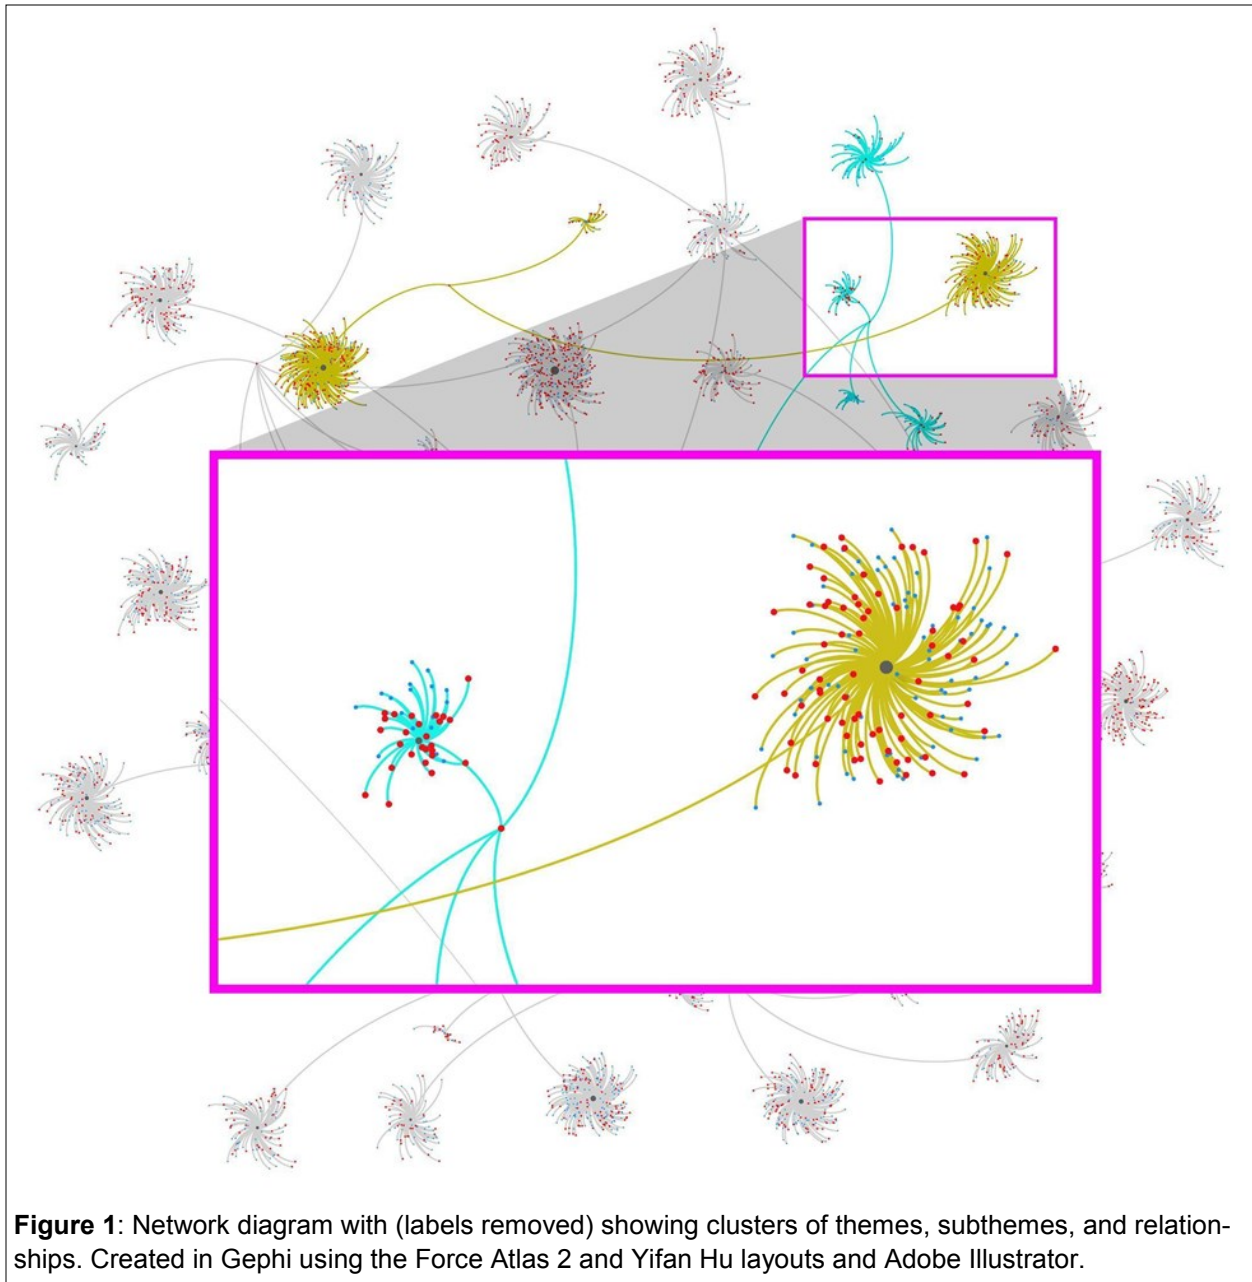 Figure 1: Network diagram with (labels removed) showing clusters of themes, subthemes, and relation-
ships. Created in Gephi using the Force Atlas 2 and Yifan Hu layouts and Adobe Illustrator.